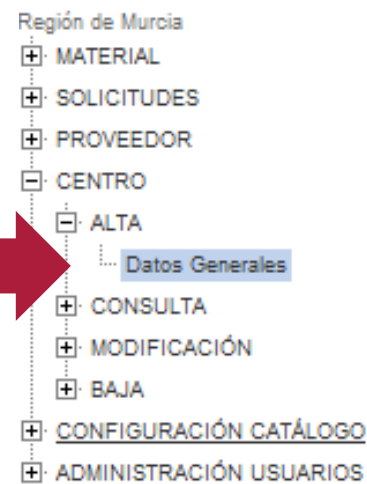 Región de Murcia
MATERIAL
SOLICITUDES
PROVEEDOR
CENTRO
ALTA
Datos Generales
CONSULTA
MODIFICACIÓN
BAJA
CONFIGURACIÓN CATÁLOGO
ADMINISTRACIÓN USUARIOS